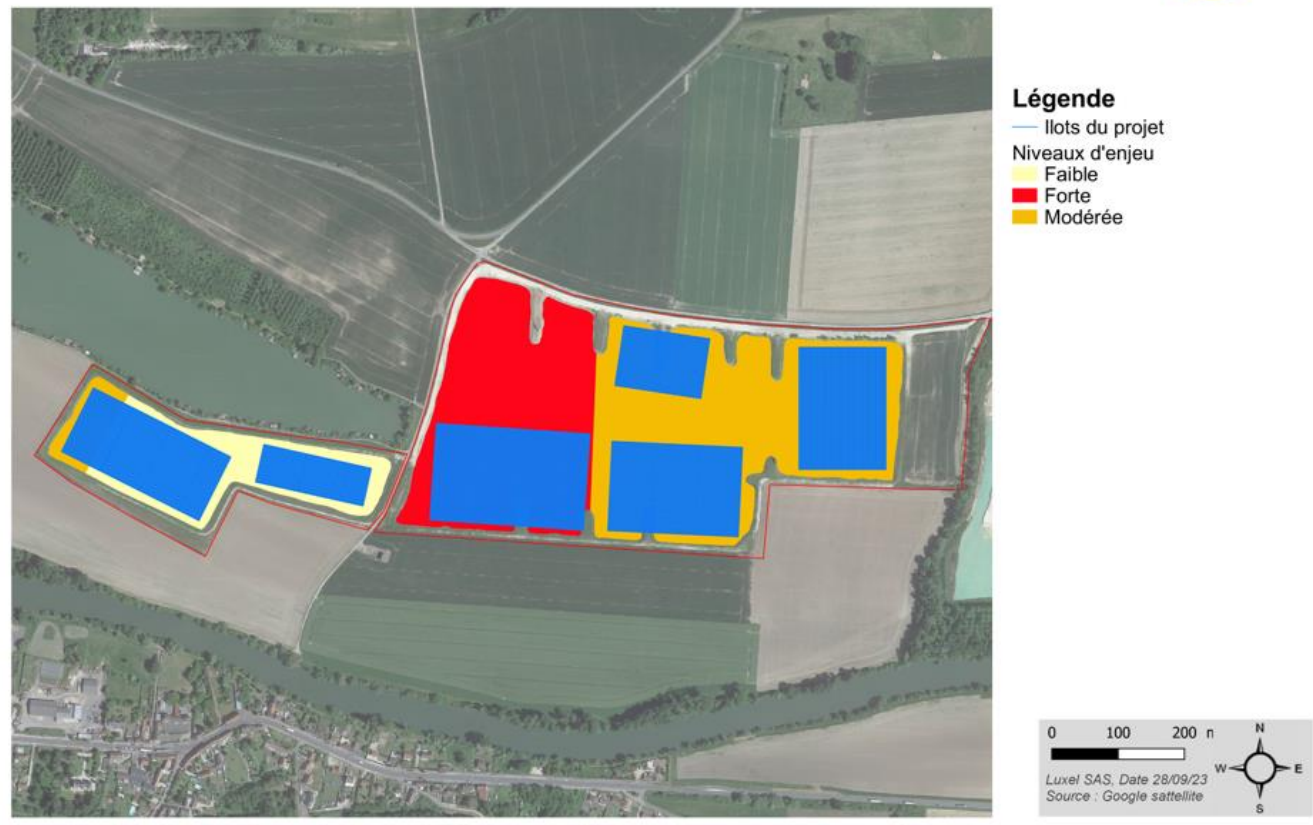 Légende
Ilots du projet
Niveaux d'enjeu
Faible
Forte
Modérée
0 100 200 n
N
W E
S
Luxel SAS, Date 28/09/23
Source : Google sattellite